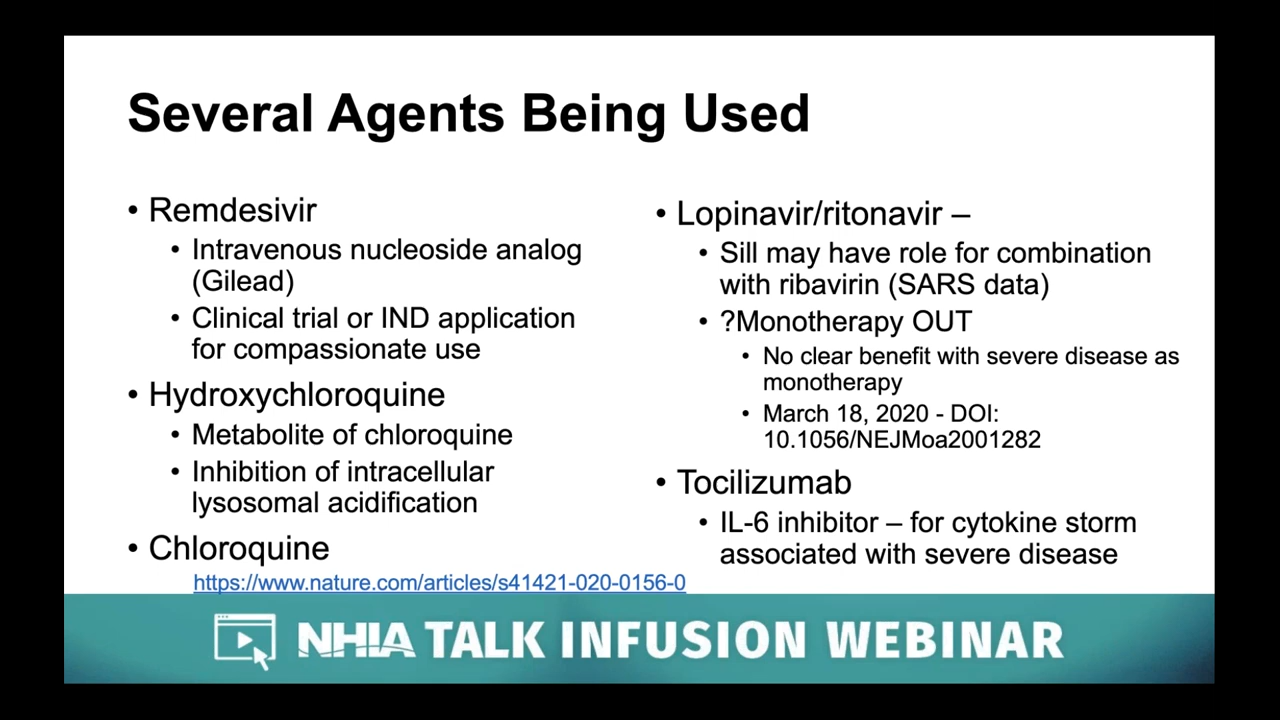 Several Agents Being Used
• Remdesivir
• Intravenous nucleoside analog
(Gilead)
• Clinical trial or IND application
for compassionate use
• Hydroxychloroquine
• Metabolite of chloroquine
• Inhibition of intracellular
lysosomal acidification
• Chloroquine
https://www.nature.com/articles/s41421-020-0156-0
• Lopinavir/ritonavir –
• Sill may have role for combination
with ribavirin (SARS data)
• ?Monotherapy OUT
• No clear benefit with severe disease as
monotherapy
• March 18, 2020 - DOI:
10.1056/NEJMoa2001282
• Tocilizumab
• IL-6 inhibitor – for cytokine storm
associated with severe disease
NHIA TALK INFUSION WEBINAR